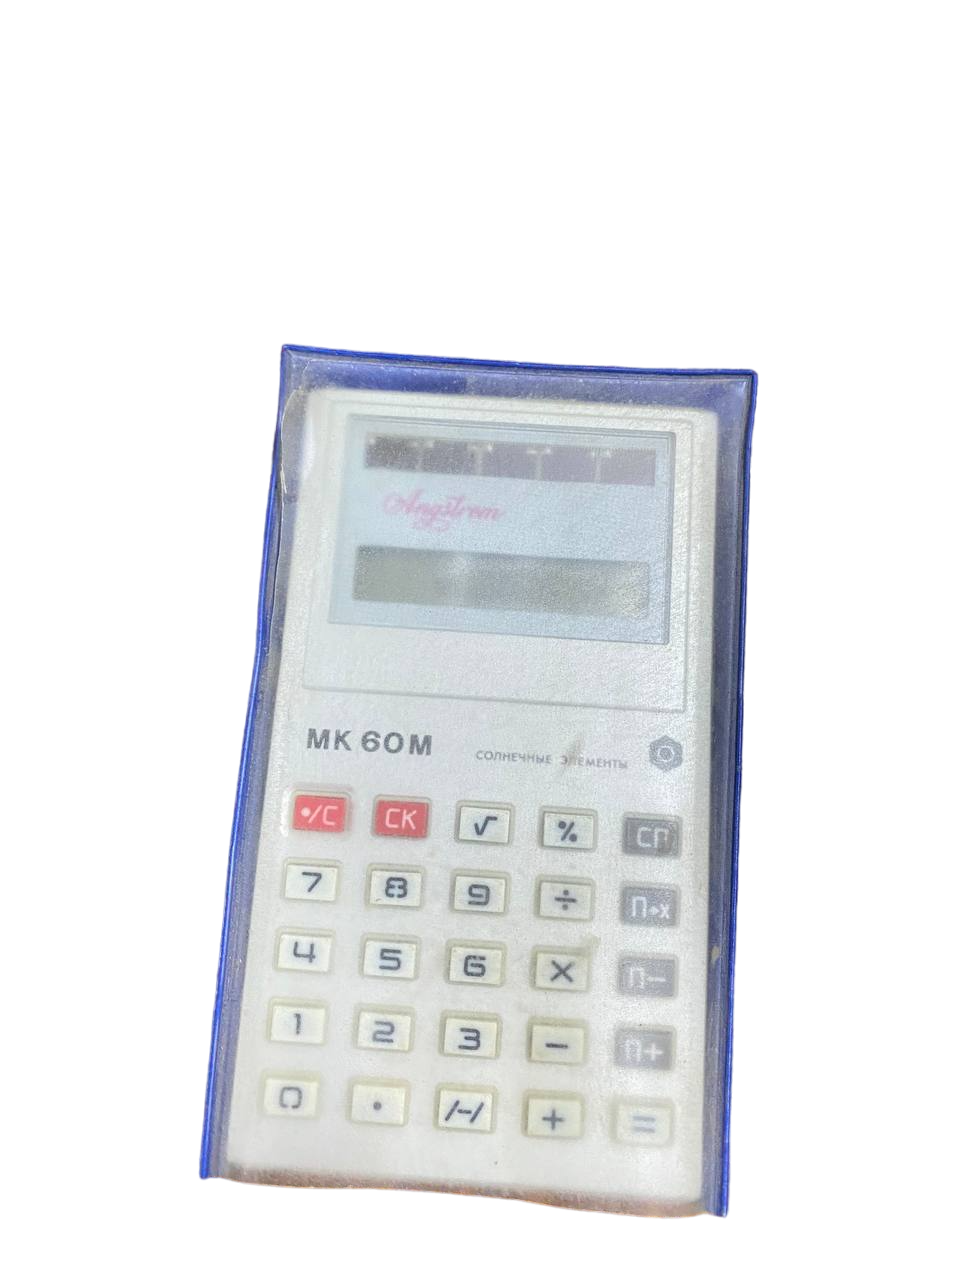 Angstrem
МК 60М
СОЛНЕЧНЫЕ ЭЛЕМЕНТЫ
•/С СК √ % СП
7 8 9 ÷ П→х
4 5 6 × П−
1 2 3 − П+
0 • /−/ + =